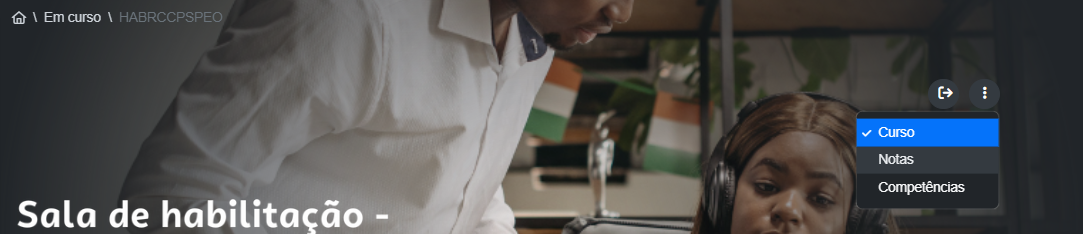 \ Em curso \ HABRCCPSPEO
Curso
Notas
Competências
Sala de habilitação -